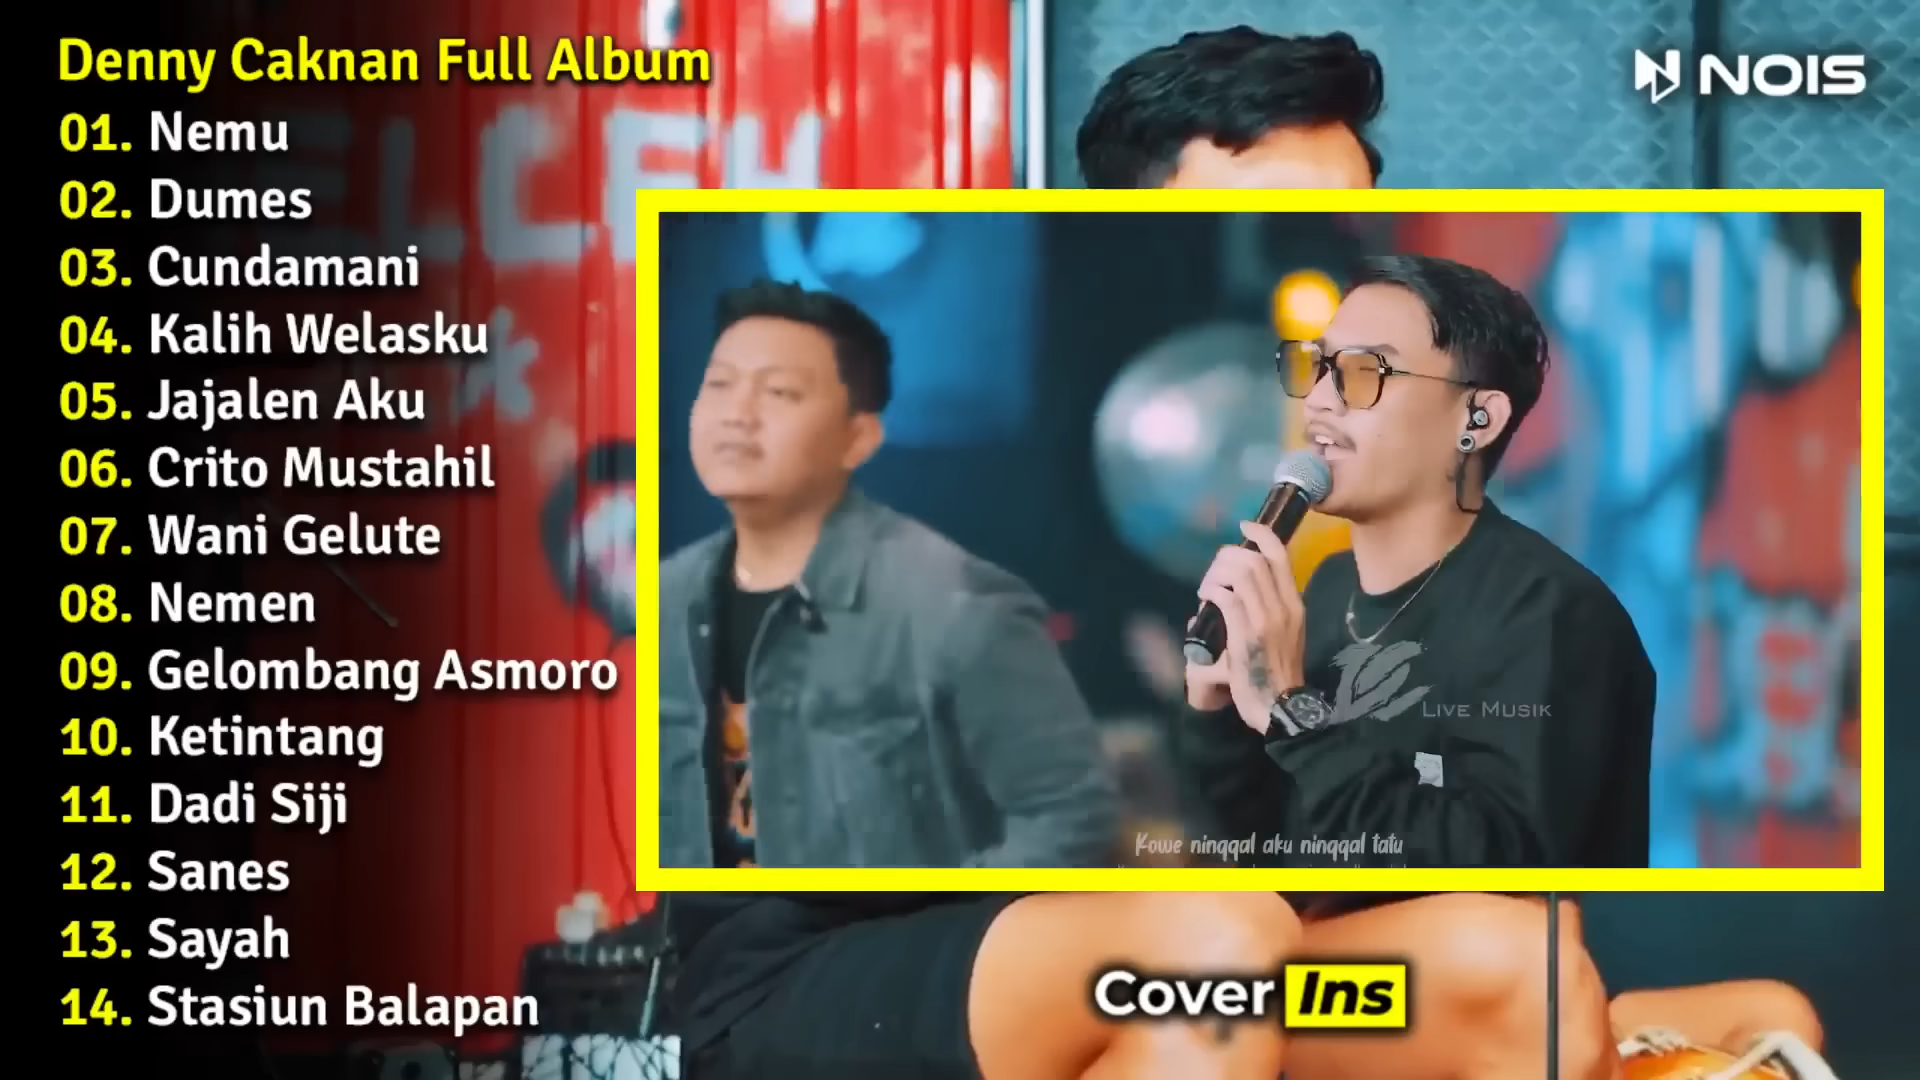 Denny Caknan Full Album
01. Nemu
02. Dumes
03. Cundamani
04. Kalih Welasku
05. Jajalen Aku
06. Crito Mustahil
07. Wani Gelute
08. Nemen
09. Gelombang Asmoro
10. Ketintang
11. Dadi Siji
12. Sanes
13. Sayah
14. Stasiun Balapan
NOIS
LIVE MUSIK
Kowe ninggal aku ninggal tatu
Cover Ins